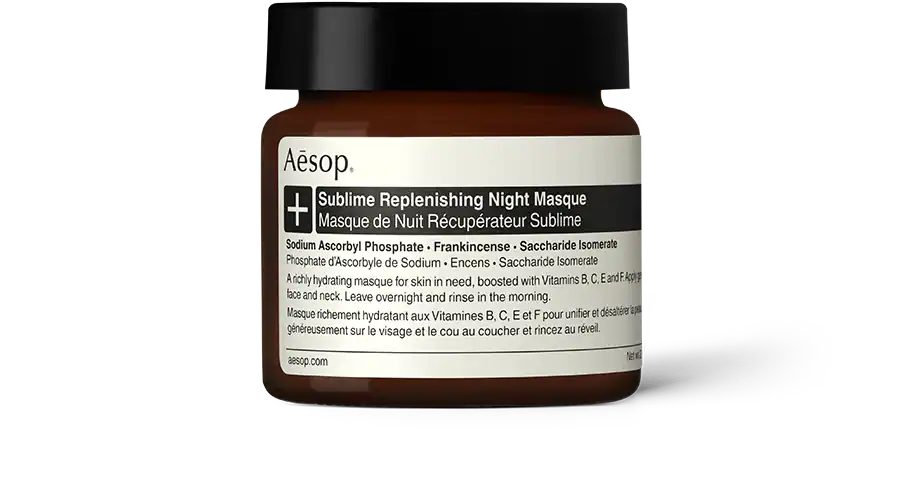 Aēsop®
+ Sublime Replenishing Night Masque
Masque de Nuit Récupérateur Sublime
Sodium Ascorbyl Phosphate · Frankincense · Saccharide Isomerate
Phosphate d'Ascorbyle de Sodium · Encens · Saccharide Isomerate
A richly hydrating masque for skin in need, boosted with Vitamins B, C, E and F. Apply
face and neck. Leave overnight and rinse in the morning.
Masque richement hydratant aux Vitamines B, C, E et F pour unifier et désaltérer la
généreusement sur le visage et le cou au coucher et rincez au réveil.
aesop.com
Net